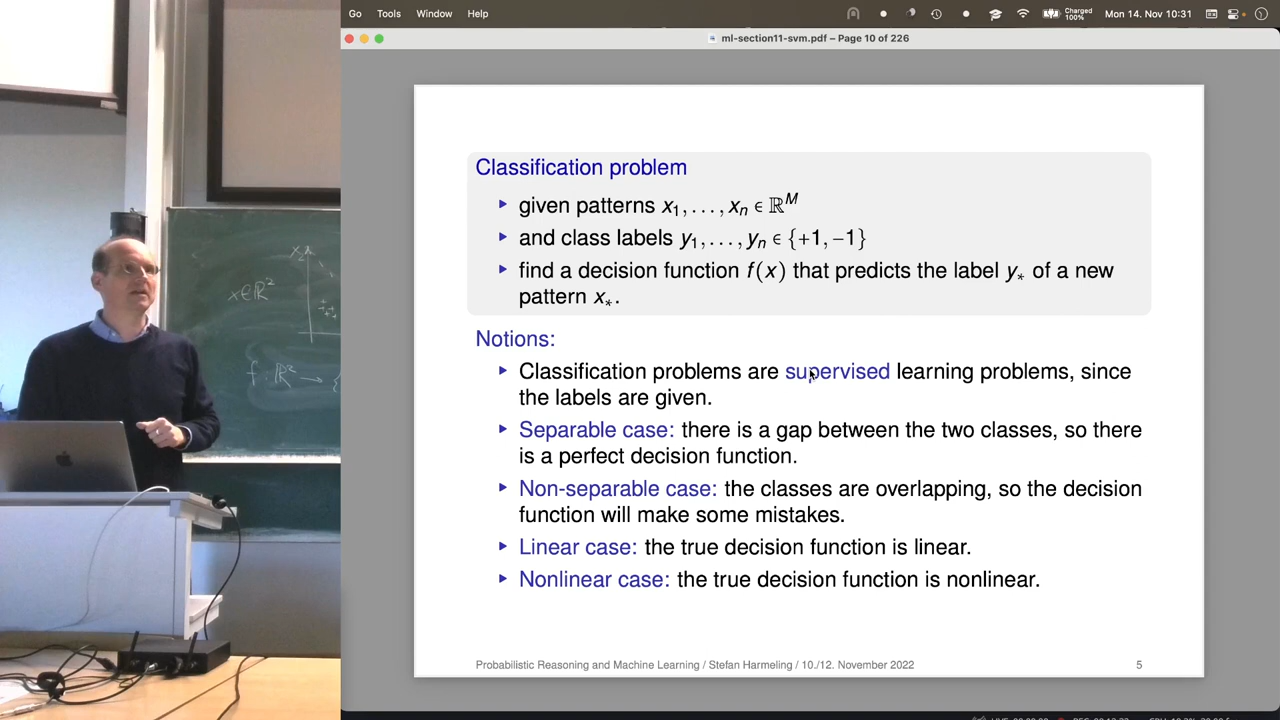 Go Tools Window Help
Charged
100%
Mon 14. Nov 10:31
ml-section11-svm.pdf – Page 10 of 226
Classification problem
‣ given patterns x₁, . . . , xₙ ∈ ℝᴹ
‣ and class labels y₁, . . . , yₙ ∈ {+1, −1}
‣ find a decision function f(x) that predicts the label y∗ of a new
pattern x∗.
Notions:
‣ Classification problems are supervised learning problems, since
the labels are given.
‣ Separable case: there is a gap between the two classes, so there
is a perfect decision function.
‣ Non-separable case: the classes are overlapping, so the decision
function will make some mistakes.
‣ Linear case: the true decision function is linear.
‣ Nonlinear case: the true decision function is nonlinear.
Probabilistic Reasoning and Machine Learning / Stefan Harmeling / 10./12. November 2022 5
x₂
x∈ℝ²
f: ℝ² → {